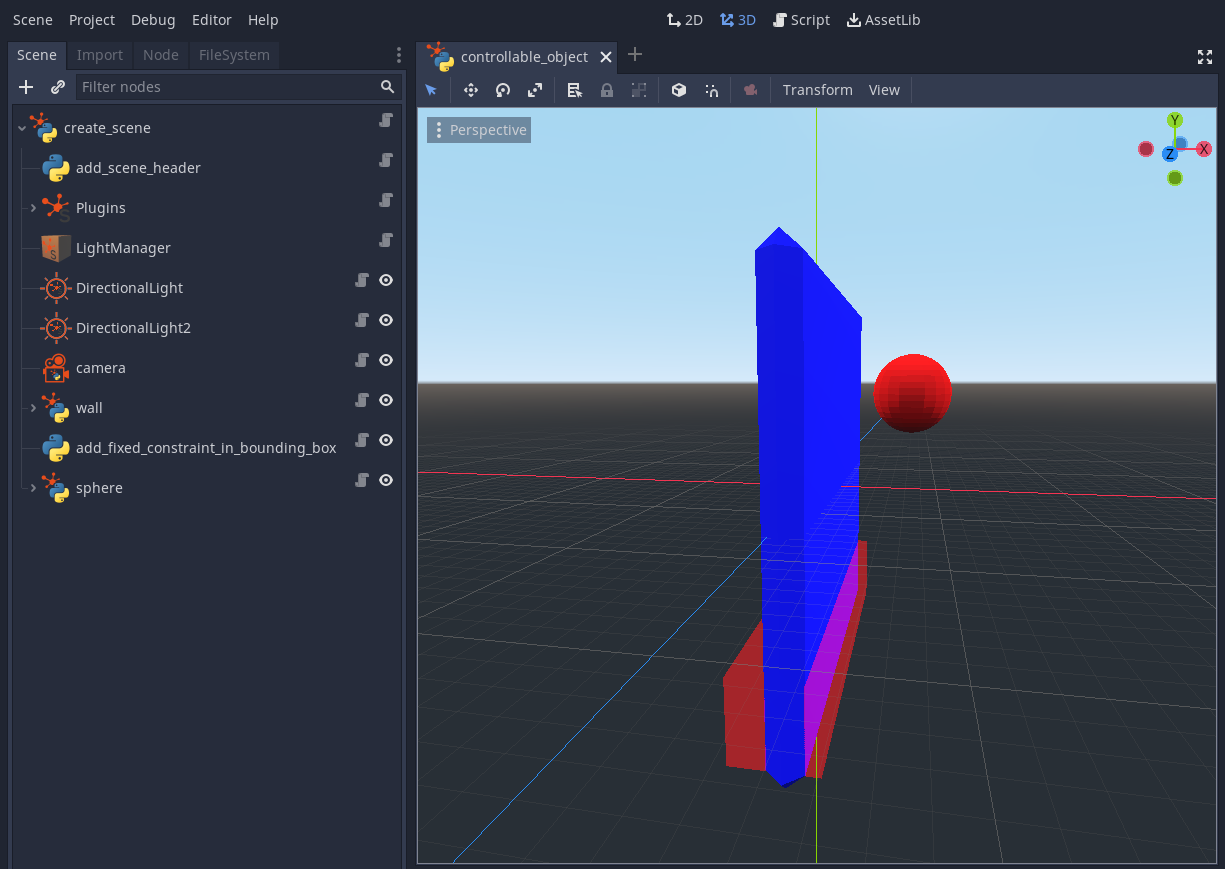 Scene Project Debug Editor Help 2D 3D Script AssetLib
Scene Import Node FileSystem
controllable_object
Filter nodes
Transform View
Perspective
create_scene
add_scene_header
Plugins
LightManager
DirectionalLight
DirectionalLight2
camera
wall
add_fixed_constraint_in_bounding_box
sphere
Y
X
Z